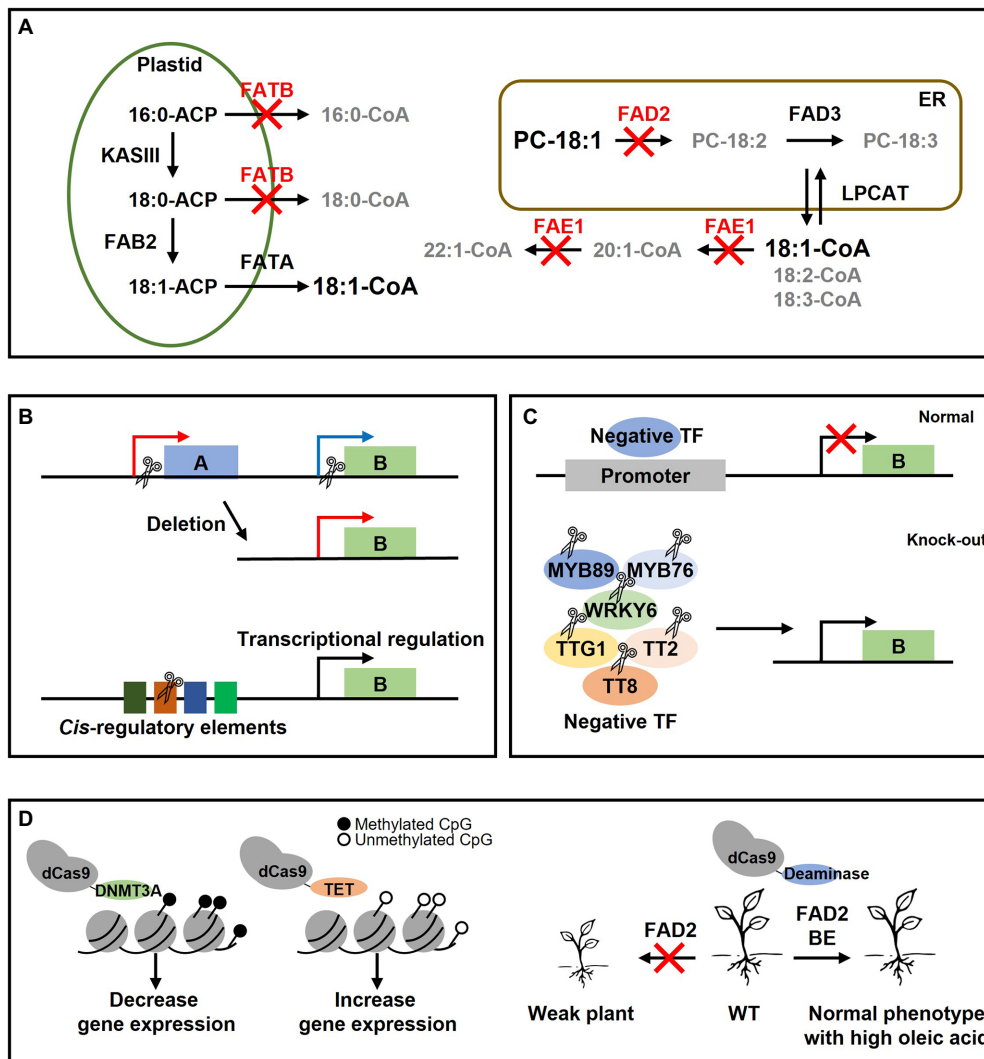 A
Plastid
16:0-ACP
FATB
16:0-CoA
KASIII
18:0-ACP
FATB
18:0-CoA
FAB2
18:1-ACP
FATA
18:1-CoA
ER
PC-18:1
FAD2
PC-18:2
FAD3
PC-18:3
LPCAT
22:1-CoA
FAE1
20:1-CoA
FAE1
18:1-CoA
18:2-CoA
18:3-CoA
B
A
B
Deletion
B
Transcriptional regulation
B
Cis-regulatory elements
C
Normal
Negative TF
Promoter
B
Knock-out
MYB89
MYB76
WRKY6
TTG1
TT2
TT8
Negative TF
B
D
Methylated CpG
Unmethylated CpG
dCas9
DNMT3A
Decrease
gene expression
dCas9
TET
Increase
gene expression
dCas9
Deaminase
FAD2
FAD2
BE
Weak plant
WT
Normal phenotype
with high oleic acid